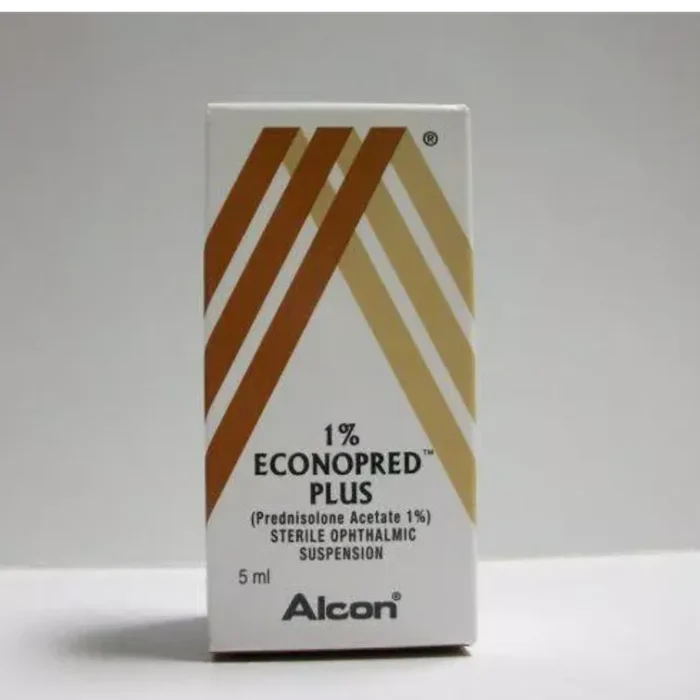 ®
1%
ECONOPRED™
PLUS
(Prednisolone Acetate 1%)
STERILE OPHTHALMIC
SUSPENSION
5 ml
Alcon®